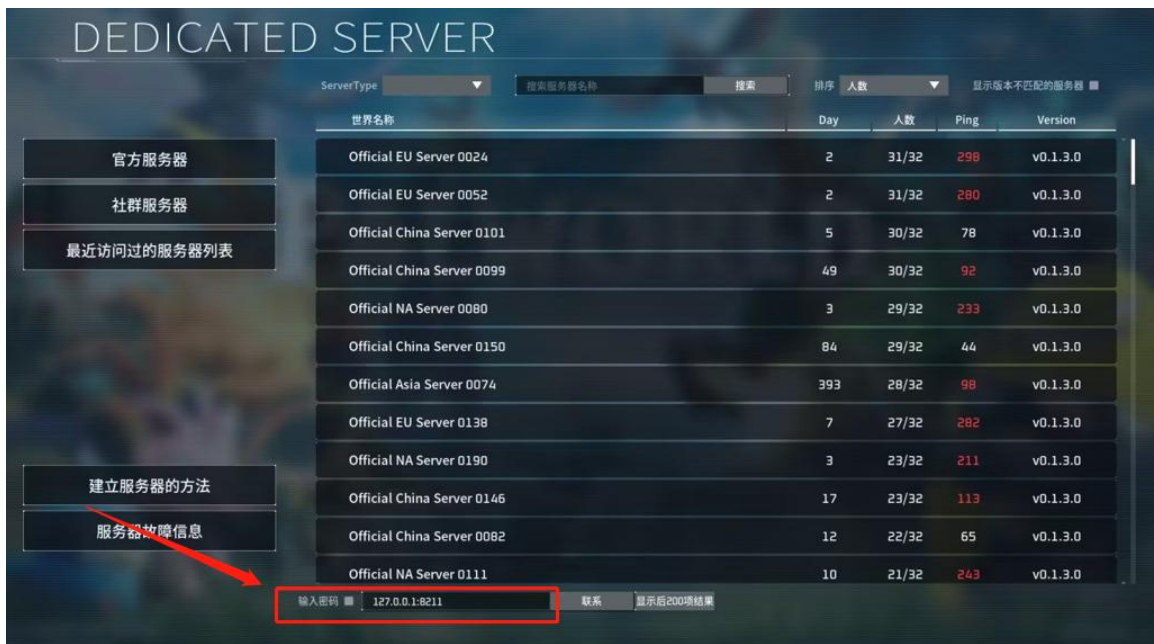 DEDICATED SERVER
ServerType 搜索服务器名称 搜索 排序 人数 显示版本不匹配的服务器
世界名称 Day 人数 Ping Version
官方服务器
社群服务器
最近访问过的服务器列表
建立服务器的方法
服务器故障信息
Official EU Server 0024 2 31/32 298 v0.1.3.0
Official EU Server 0052 2 31/32 280 v0.1.3.0
Official China Server 0101 5 30/32 78 v0.1.3.0
Official China Server 0099 49 30/32 92 v0.1.3.0
Official NA Server 0080 3 29/32 233 v0.1.3.0
Official China Server 0150 84 29/32 44 v0.1.3.0
Official Asia Server 0074 393 28/32 98 v0.1.3.0
Official EU Server 0138 7 27/32 282 v0.1.3.0
Official NA Server 0190 3 23/32 211 v0.1.3.0
Official China Server 0146 17 23/32 113 v0.1.3.0
Official China Server 0082 12 22/32 65 v0.1.3.0
Official NA Server 0111 10 21/32 243 v0.1.3.0
输入密码 127.0.0.1:8211 联系 显示后200项结果